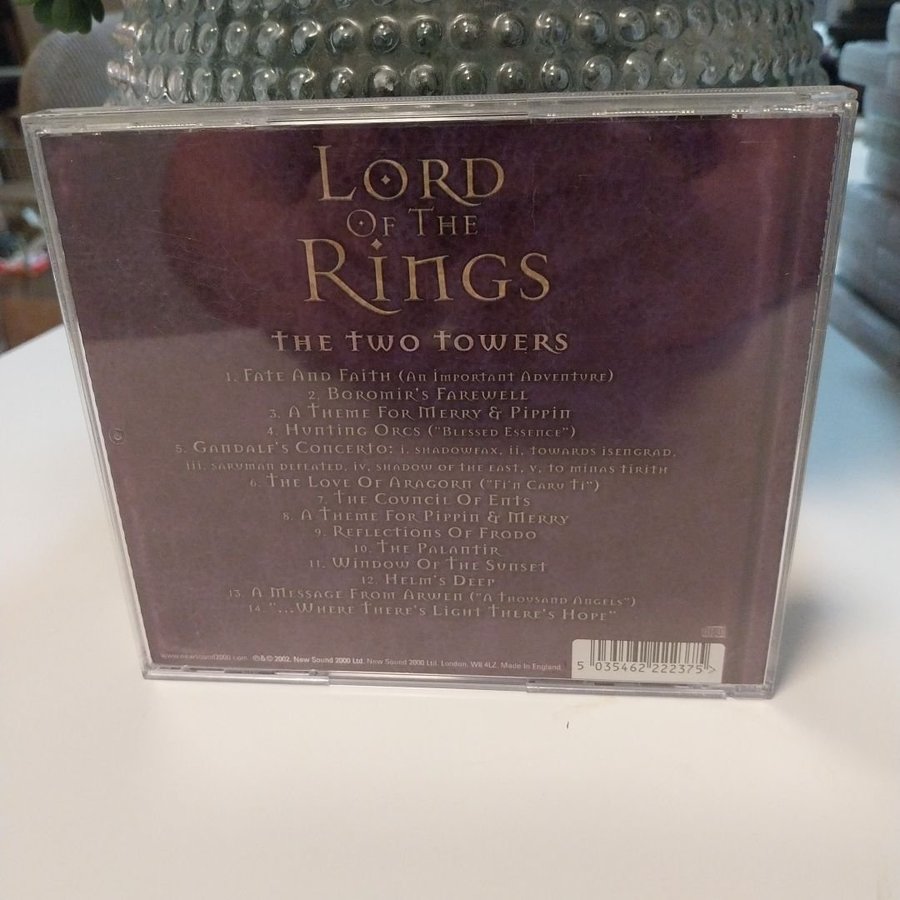 LORD
OF THE
RINGS
THE TWO TOWERS
1. FATE AND FAITH (AN IMPORTANT ADVENTURE)
2. BOROMIR'S FAREWELL
3. A THEME FOR MERRY & PIPPIN
4. HUNTING ORCS ("BLESSED ESSENCE")
5. GANDALF'S CONCERTO: i. SHADOWFAX, ii, TOWARDS ISENGRAD,
iii. SARUMAN DEFEATED, iv, SHADOW OF THE EAST, v, TO MINAS TIRITH
6. THE LOVE OF ARAGORN ("FI'N CARU TI")
7. THE COUNCIL OF ENTS
8. A THEME FOR PIPPIN & MERRY
9. REFLECTIONS OF FRODO
10. THE PALANTIR
11. WINDOW OF THE SUNSET
12. HELM'S DEEP
13. A MESSAGE FROM ARWEN ("A THOUSAND ANGELS")
14. "...WHERE THERE'S LIGHT THERE'S HOPE"
www.newsound2000.com ℗&© 2002. New Sound 2000 Ltd. New Sound 2000 Ltd. London. W8 4LZ. Made In England
5 035462 222375 >